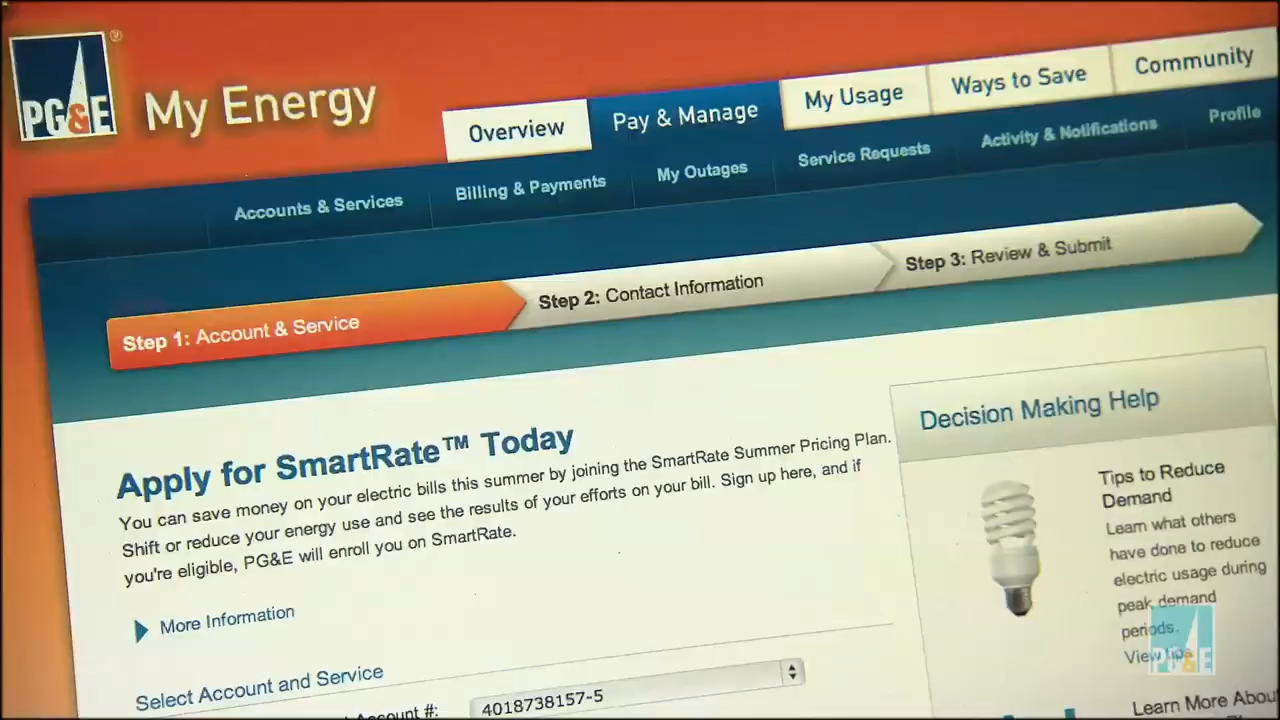 PG&E ®
My Energy
Overview
Pay & Manage
My Usage
Ways to Save
Community
Accounts & Services
Billing & Payments
My Outages
Service Requests
Activity & Notifications
Profile
Step 1: Account & Service
Step 2: Contact Information
Step 3: Review & Submit
Apply for SmartRate™ Today
You can save money on your electric bills this summer by joining the SmartRate Summer Pricing Plan.
Shift or reduce your energy use and see the results of your efforts on your bill. Sign up here, and if
you're eligible, PG&E will enroll you on SmartRate.
More Information
Select Account and Service
Account #:
4018738157-5
Decision Making Help
Tips to Reduce
Demand
Learn what others
have done to reduce
electric usage during
peak demand
periods.
View tips
Learn More Abou
PG&E